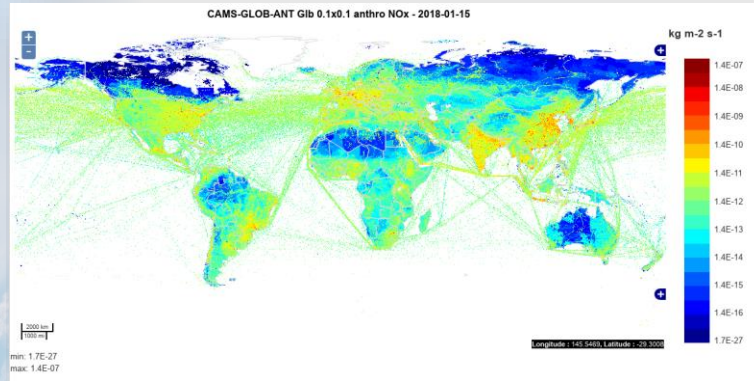 CAMS-GLOB-ANT Glb 0.1x0.1 anthro NOx - 2018-01-15
kg m-2 s-1
+
-
+
1.4E-07
1.4E-08
1.4E-09
1.4E-10
1.4E-11
1.4E-12
1.4E-13
1.4E-14
1.4E-15
1.4E-16
1.7E-27
+
2000 km
1000 mi
Longitude : 145.5469, Latitude : -29.3008
min: 1.7E-27
max: 1.4E-07